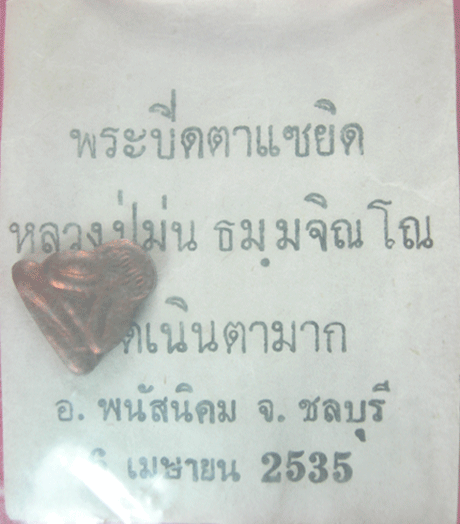 พระปิดตาแซยิด
หลวงปู่ม่น ธมฺมจิณโณ
เนินตามาก
อ. พนัสนิคม จ. ชลบุรี
เมษายน 2535